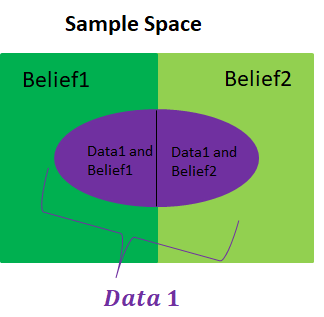 Sample Space
Belief1
Belief2
Data1 and
Belief1
Data1 and
Belief2
Data 1